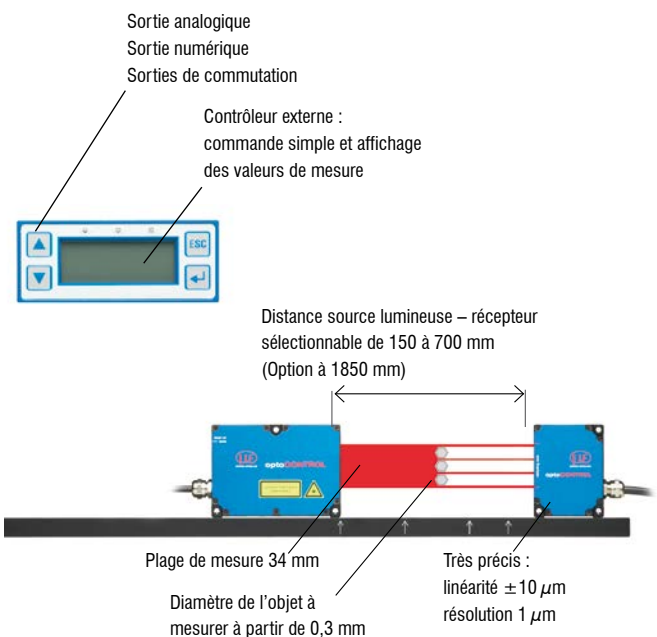 Sortie analogique
Sortie numérique
Sorties de commutation
Contrôleur externe :
commande simple et affichage
des valeurs de mesure
ESC
Distance source lumineuse – récepteur
sélectionnable de 150 à 700 mm
(Option à 1850 mm)
optoCONTROL
optoCONTROL
Plage de mesure 34 mm
Diamètre de l’objet à
mesurer à partir de 0,3 mm
Très précis :
linéarité ±10 µm
résolution 1 µm